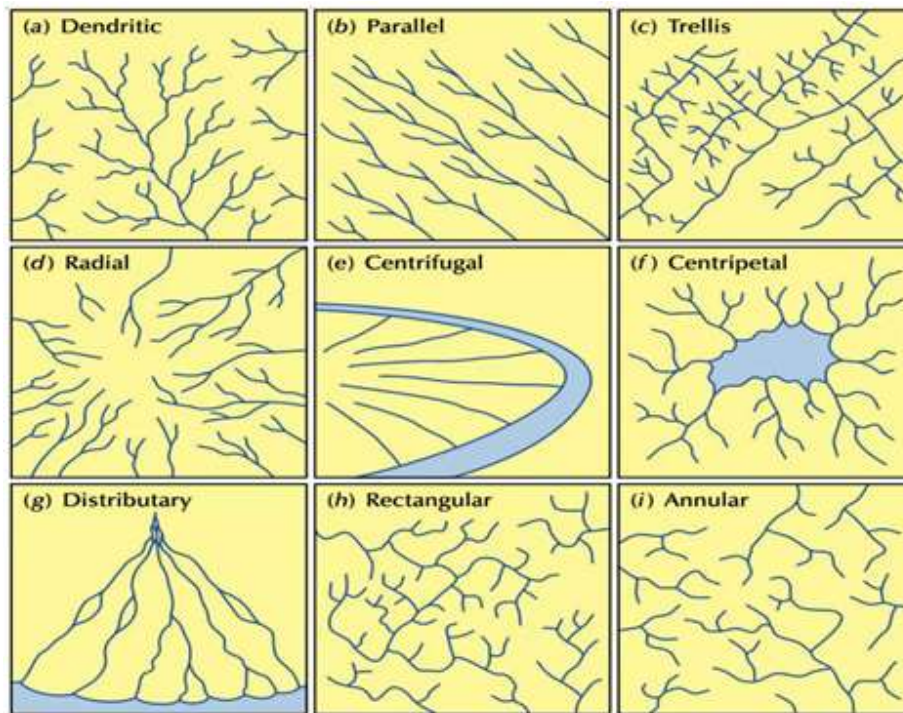 (a) Dendritic
(b) Parallel
(c) Trellis
(d) Radial
(e) Centrifugal
(f) Centripetal
(g) Distributary
(h) Rectangular
(i) Annular